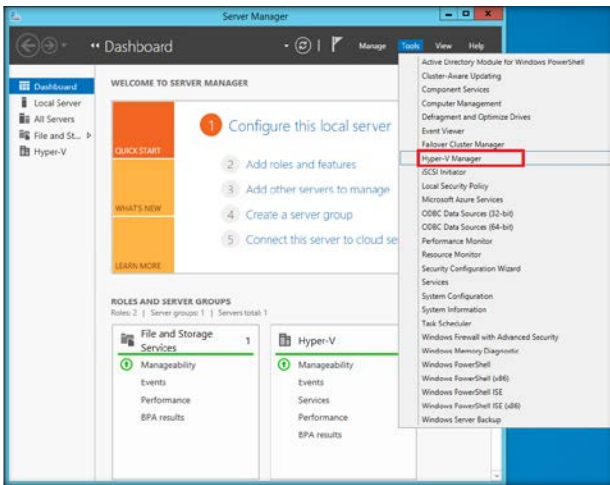 Server Manager
Dashboard
Manage Tools View Help
Dashboard
Local Server
All Servers
File and St...
Hyper-V
WELCOME TO SERVER MANAGER
QUICK START
WHAT'S NEW
LEARN MORE
1 Configure this local server
2 Add roles and features
3 Add other servers to manage
4 Create a server group
5 Connect this server to cloud se
ROLES AND SERVER GROUPS
Roles: 2 | Server groups: 1 | Servers total: 1
File and Storage Services 1
Manageability
Events
Performance
BPA results
Hyper-V
Manageability
Events
Services
Performance
BPA results
Active Directory Module for Windows PowerShell
Cluster-Aware Updating
Component Services
Computer Management
Defragment and Optimize Drives
Event Viewer
Failover Cluster Manager
Hyper-V Manager
iSCSI Initiator
Local Security Policy
Microsoft Azure Services
ODBC Data Sources (32-bit)
ODBC Data Sources (64-bit)
Performance Monitor
Resource Monitor
Security Configuration Wizard
Services
System Configuration
System Information
Task Scheduler
Windows Firewall with Advanced Security
Windows Memory Diagnostic
Windows PowerShell
Windows PowerShell (x86)
Windows PowerShell ISE
Windows PowerShell ISE (x86)
Windows Server Backup